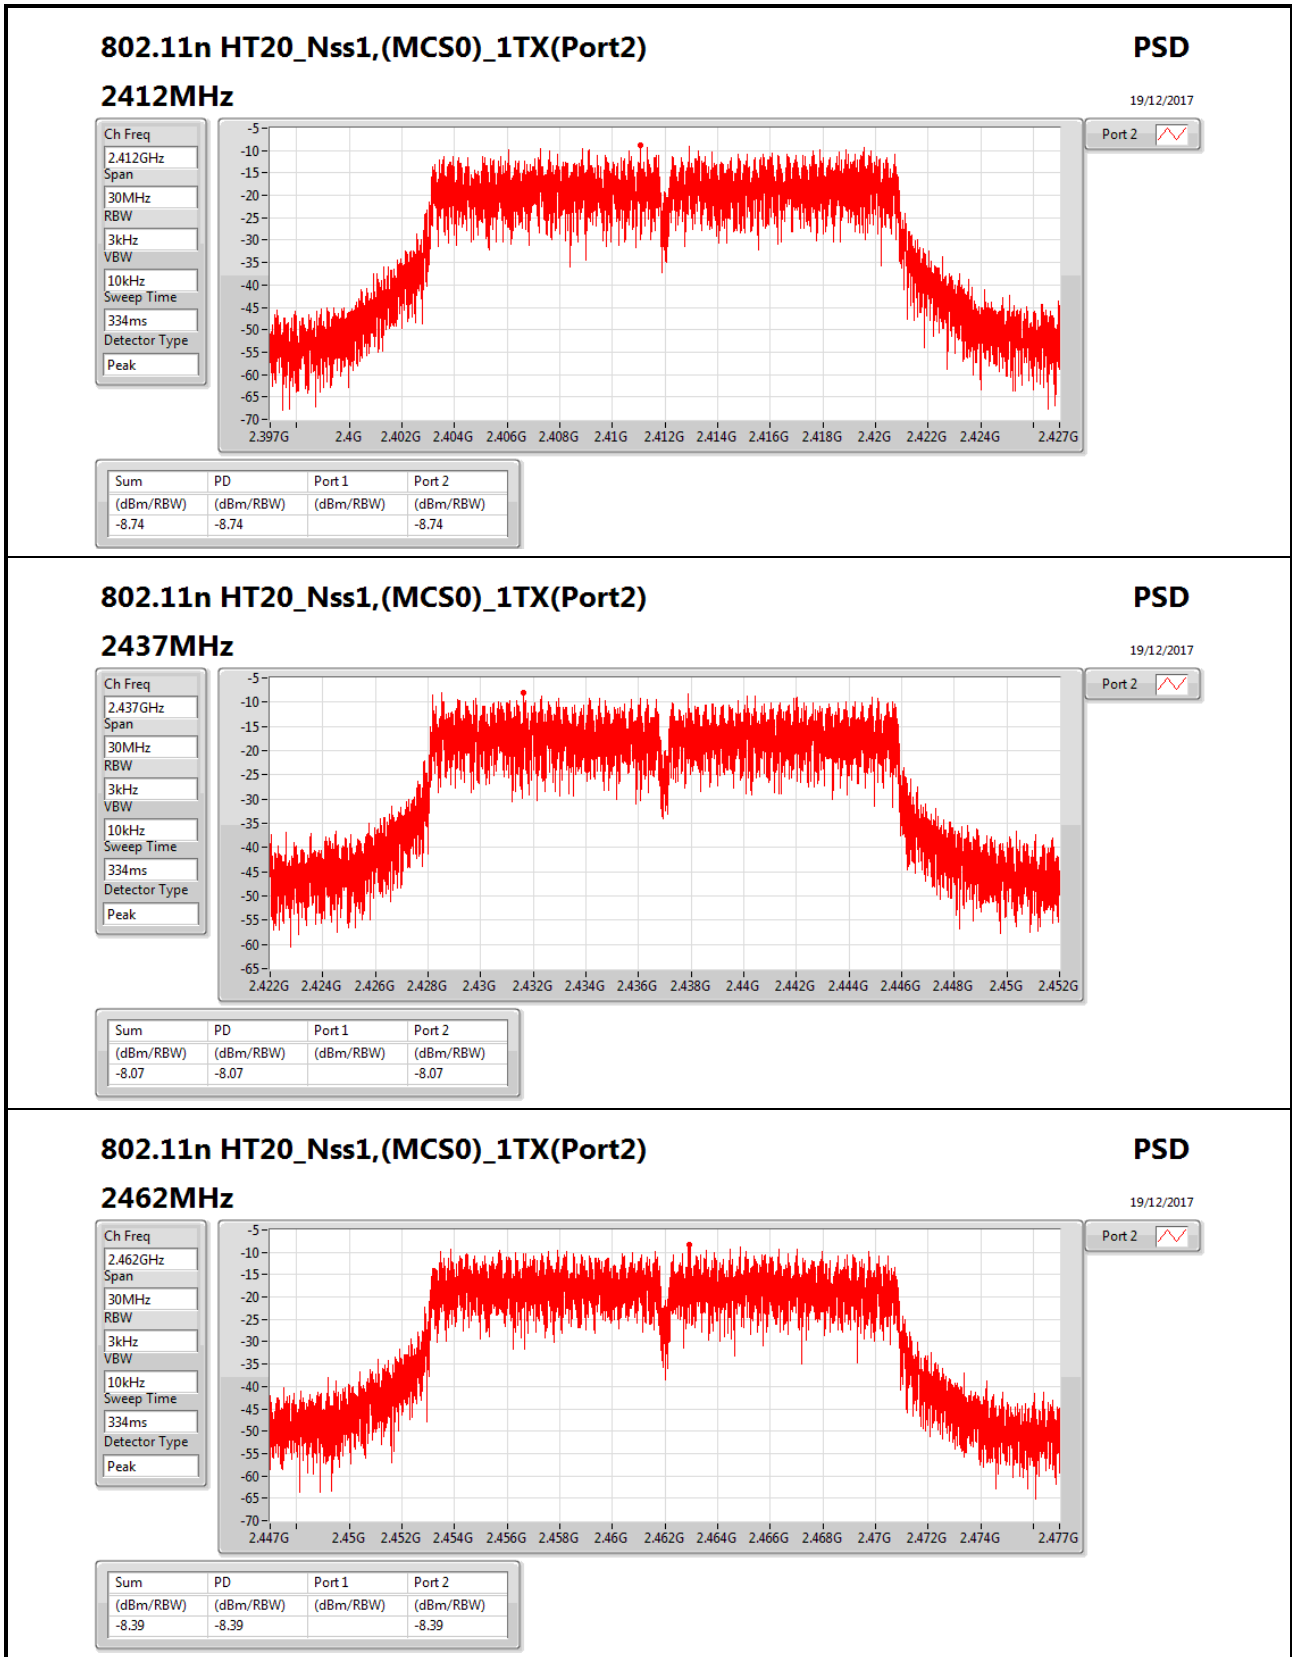 802.11n HT20_Nss1,(MCS0)_1TX(Port2) PSD
2412MHz 19/12/2017
Ch Freq
2.412GHz
Span
30MHz
RBW
3kHz
VBW
10kHz
Sweep Time
334ms
Detector Type
Peak
Port 2
-5
-10
-15
-20
-25
-30
-35
-40
-45
-50
-55
-60
-65
-70
2.397G 2.4G 2.402G 2.404G 2.406G 2.408G 2.41G 2.412G 2.414G 2.416G 2.418G 2.42G 2.422G 2.424G 2.427G
Sum PD Port 1 Port 2
(dBm/RBW) (dBm/RBW) (dBm/RBW) (dBm/RBW)
-8.74 -8.74 -8.74
802.11n HT20_Nss1,(MCS0)_1TX(Port2) PSD
2437MHz 19/12/2017
Ch Freq
2.437GHz
Span
30MHz
RBW
3kHz
VBW
10kHz
Sweep Time
334ms
Detector Type
Peak
Port 2
-5
-10
-15
-20
-25
-30
-35
-40
-45
-50
-55
-60
-65
2.422G 2.424G 2.426G 2.428G 2.43G 2.432G 2.434G 2.436G 2.438G 2.44G 2.442G 2.444G 2.446G 2.448G 2.45G 2.452G
Sum PD Port 1 Port 2
(dBm/RBW) (dBm/RBW) (dBm/RBW) (dBm/RBW)
-8.07 -8.07 -8.07
802.11n HT20_Nss1,(MCS0)_1TX(Port2) PSD
2462MHz 19/12/2017
Ch Freq
2.462GHz
Span
30MHz
RBW
3kHz
VBW
10kHz
Sweep Time
334ms
Detector Type
Peak
Port 2
-5
-10
-15
-20
-25
-30
-35
-40
-45
-50
-55
-60
-65
-70
2.447G 2.45G 2.452G 2.454G 2.456G 2.458G 2.46G 2.462G 2.464G 2.466G 2.468G 2.47G 2.472G 2.474G 2.477G
Sum PD Port 1 Port 2
(dBm/RBW) (dBm/RBW) (dBm/RBW) (dBm/RBW)
-8.39 -8.39 -8.39